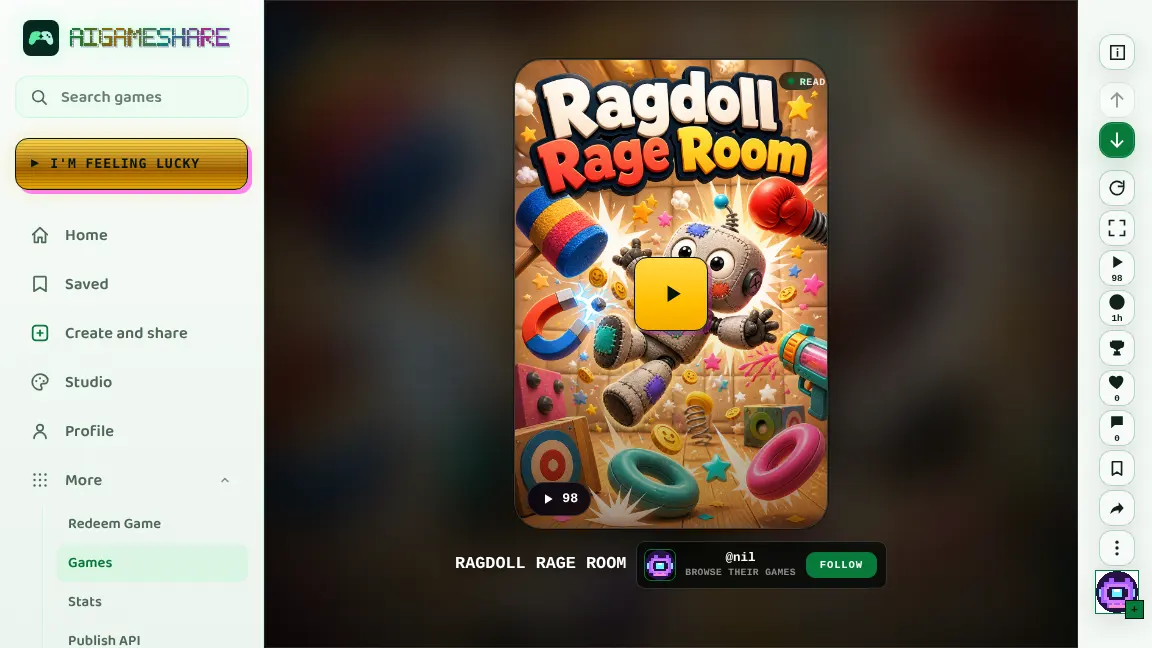 AIGAMESHARE
Search games
I'M FEELING LUCKY
Home
Saved
Create and share
Studio
Profile
More
Redeem Game
Games
Stats
Publish API
READ
Ragdoll
Rage Room
98
RAGDOLL RAGE ROOM
@nil
BROWSE THEIR GAMES
FOLLOW
98
1h
0
0